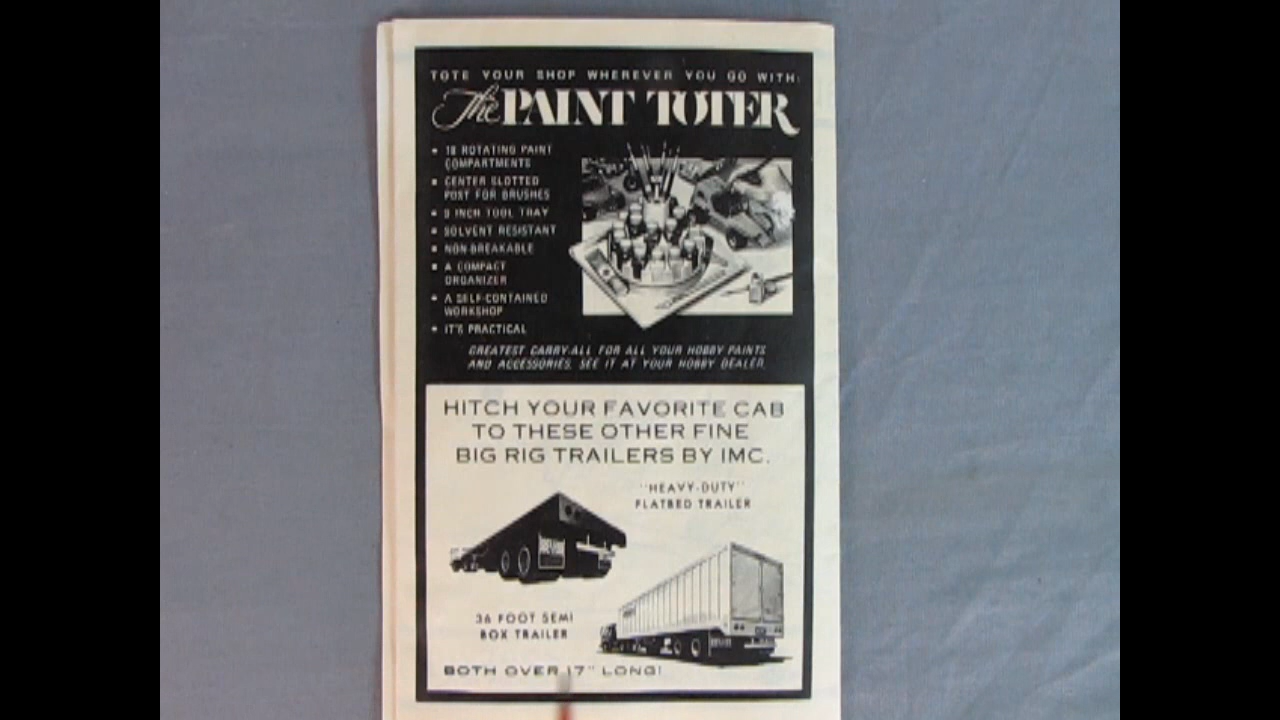 TOTE YOUR SHOP WHEREVER YOU GO WITH:
The PAINT TOTER
• 18 ROTATING PAINT
COMPARTMENTS
• CENTER SLOTTED
POST FOR BRUSHES
• 9 INCH TOOL TRAY
• SOLVENT RESISTANT
• NON-BREAKABLE
• A COMPACT
ORGANIZER
• A SELF-CONTAINED
WORKSHOP
• IT'S PRACTICAL
GREATEST CARRY-ALL FOR ALL YOUR HOBBY PAINTS
AND ACCESSORIES. SEE IT AT YOUR HOBBY DEALER.
HITCH YOUR FAVORITE CAB
TO THESE OTHER FINE
BIG RIG TRAILERS BY IMC.
"HEAVY-DUTY"
FLATBED TRAILER
36 FOOT SEMI
BOX TRAILER
BOTH OVER 17" LONG!